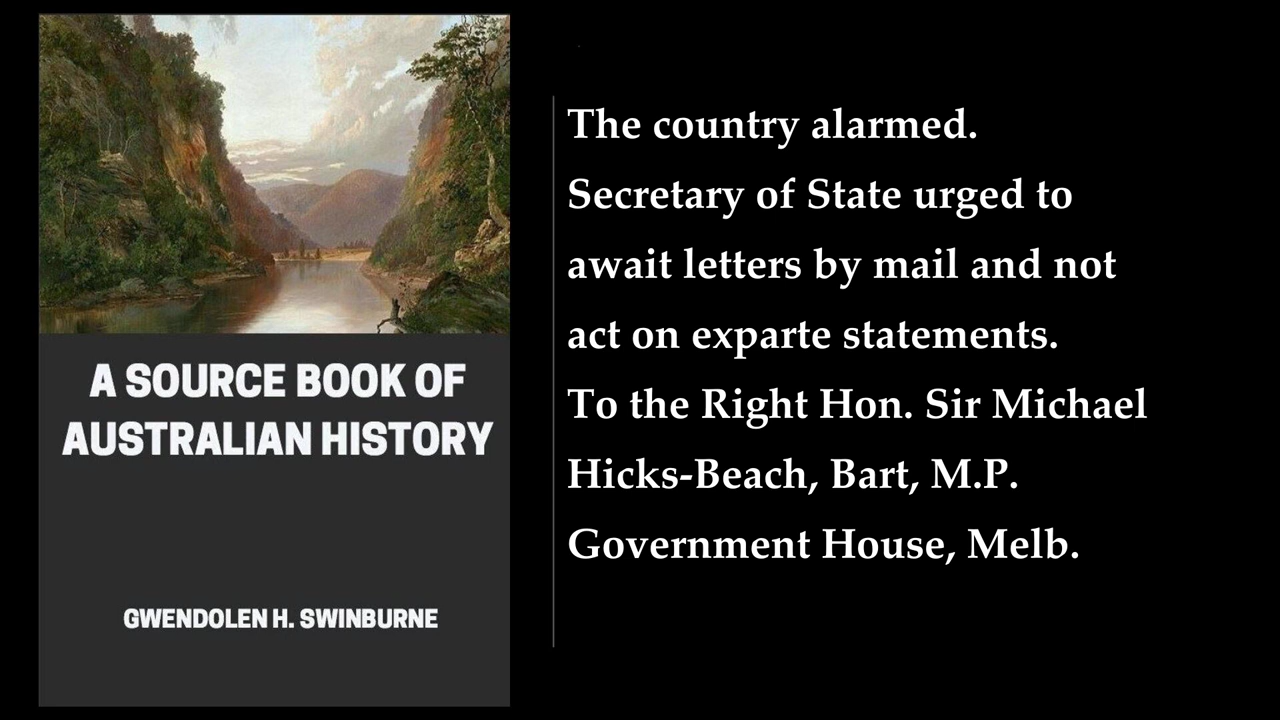 A SOURCE BOOK OF
AUSTRALIAN HISTORY
GWENDOLEN H. SWINBURNE
The country alarmed.
Secretary of State urged to
await letters by mail and not
act on exparte statements.
To the Right Hon. Sir Michael
Hicks-Beach, Bart, M.P.
Government House, Melb.